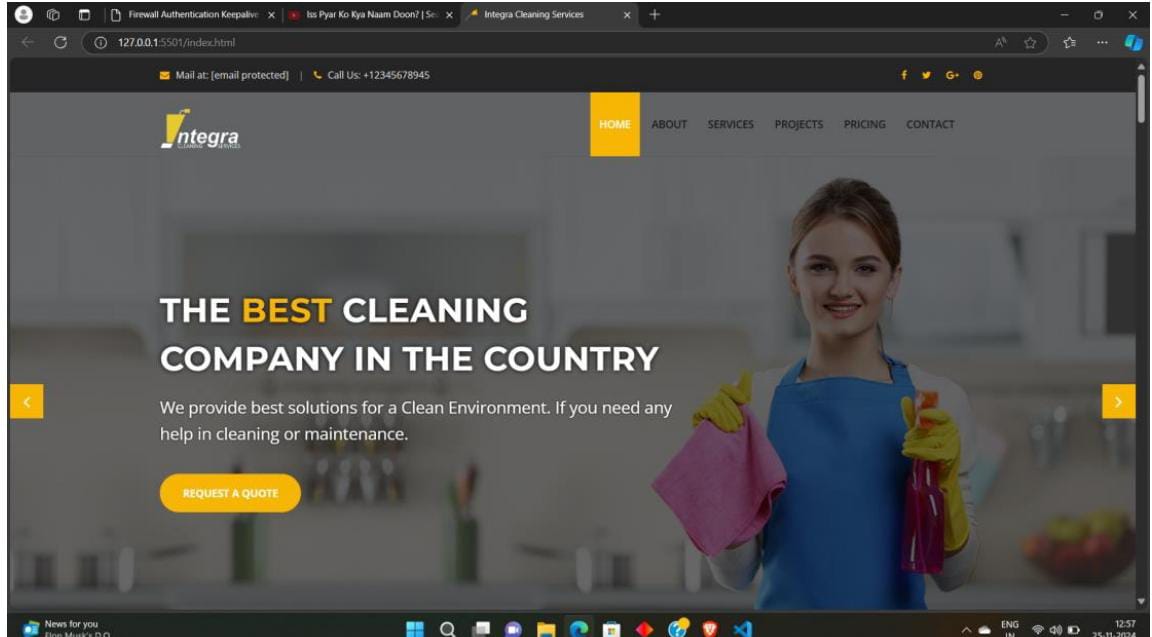 Firewall Authentication Keepalive
Iss Pyar Ko Kya Naam Doon? | Se
Integra Cleaning Services
127.0.0.1:5501/index.html
Mail at: [email protected] | Call Us: +12345678945
ntegra
CLEANING SERVICES
HOME ABOUT SERVICES PROJECTS PRICING CONTACT
THE BEST CLEANING
COMPANY IN THE COUNTRY
We provide best solutions for a Clean Environment. If you need any
help in cleaning or maintenance.
REQUEST A QUOTE
News for you
Elon Musk's D.O
ENG
IN
12:57
25-11-2024